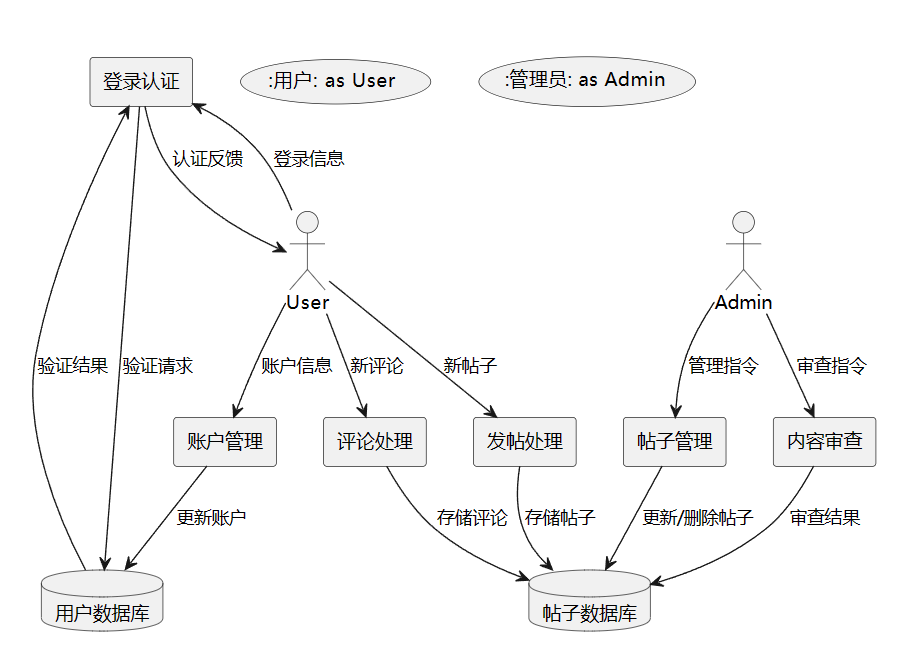 登录认证
:用户: as User
:管理员: as Admin
认证反馈
登录信息
User
Admin
验证结果
验证请求
账户信息
新评论
新帖子
管理指令
审查指令
账户管理
评论处理
发帖处理
帖子管理
内容审查
更新账户
存储评论
存储帖子
更新/删除帖子
审查结果
用户数据库
帖子数据库